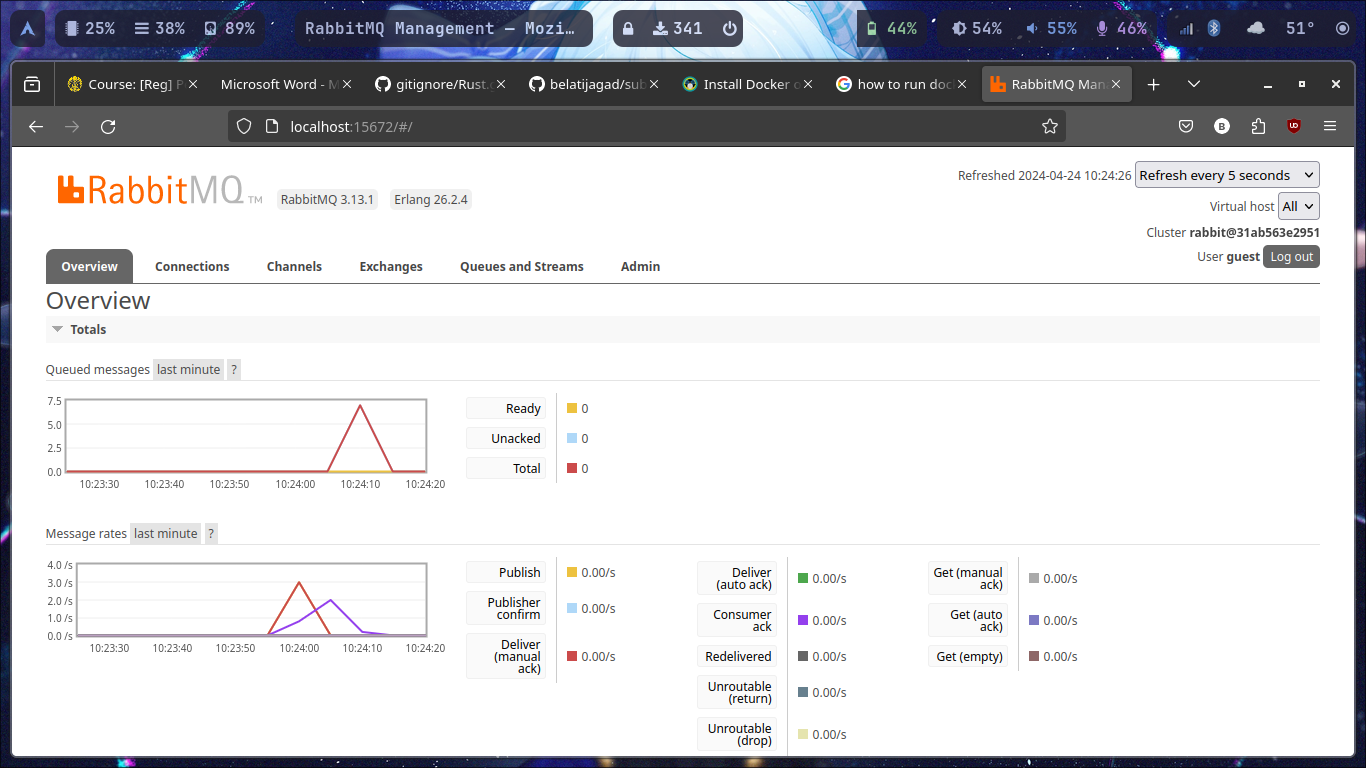 25% 38% 89% RabbitMQ Management — Mozi… 341 44% 54% 55% 46% 51°
Course: [Reg] P Microsoft Word - M gitignore/Rust.g belatijagad/sub Install Docker o how to run doc RabbitMQ Man
localhost:15672/#/ B UD
RabbitMQ TM RabbitMQ 3.13.1 Erlang 26.2.4
Refreshed 2024-04-24 10:24:26 Refresh every 5 seconds
Virtual host All
Cluster rabbit@31ab563e2951
User guest Log out
Overview Connections Channels Exchanges Queues and Streams Admin
Overview
Totals
Queued messages last minute ?
7.5
5.0
2.5
0.0
10:23:30 10:23:40 10:23:50 10:24:00 10:24:10 10:24:20
Ready 0
Unacked 0
Total 0
Message rates last minute ?
4.0 /s
3.0 /s
2.0 /s
1.0 /s
0.0 /s
10:23:30 10:23:40 10:23:50 10:24:00 10:24:10 10:24:20
Publish 0.00/s
Publisher
confirm 0.00/s
Deliver
(manual
ack) 0.00/s
Deliver
(auto ack) 0.00/s
Consumer
ack 0.00/s
Redelivered 0.00/s
Unroutable
(return) 0.00/s
Unroutable
(drop) 0.00/s
Get (manual
ack) 0.00/s
Get (auto
ack) 0.00/s
Get (empty) 0.00/s